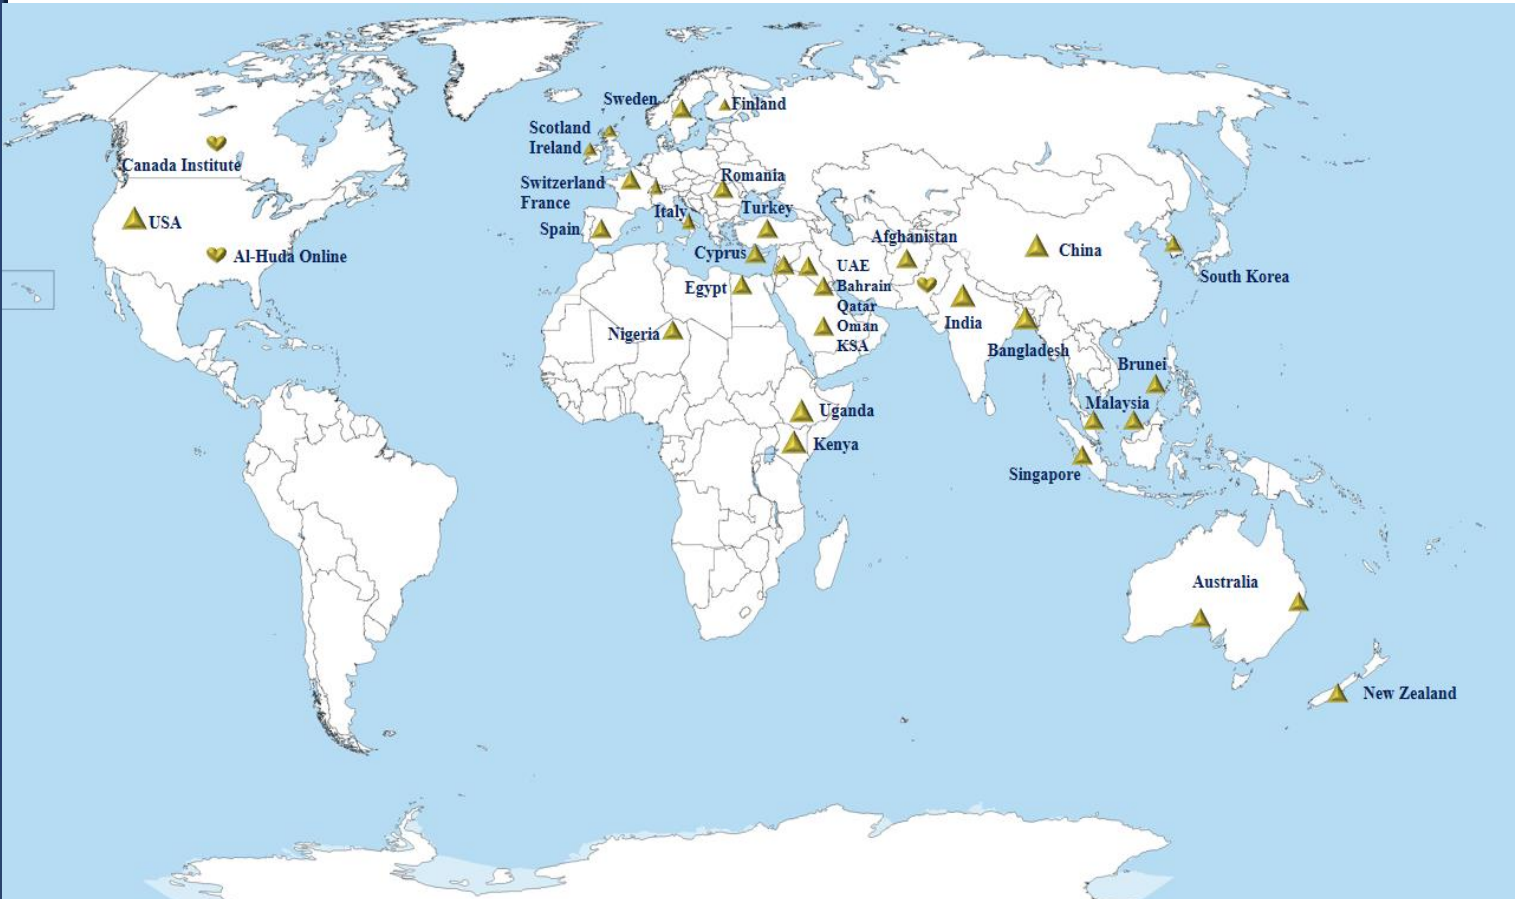 Sweden
Finland
Scotland
Ireland
Canada Institute
Switzerland
France
Romania
Italy
Turkey
USA
Spain
Al-Huda Online
Cyprus
Afghanistan
China
South Korea
Egypt
UAE
Bahrain
Qatar
Oman
KSA
India
Nigeria
Bangladesh
Brunei
Malaysia
Uganda
Kenya
Singapore
Australia
New Zealand